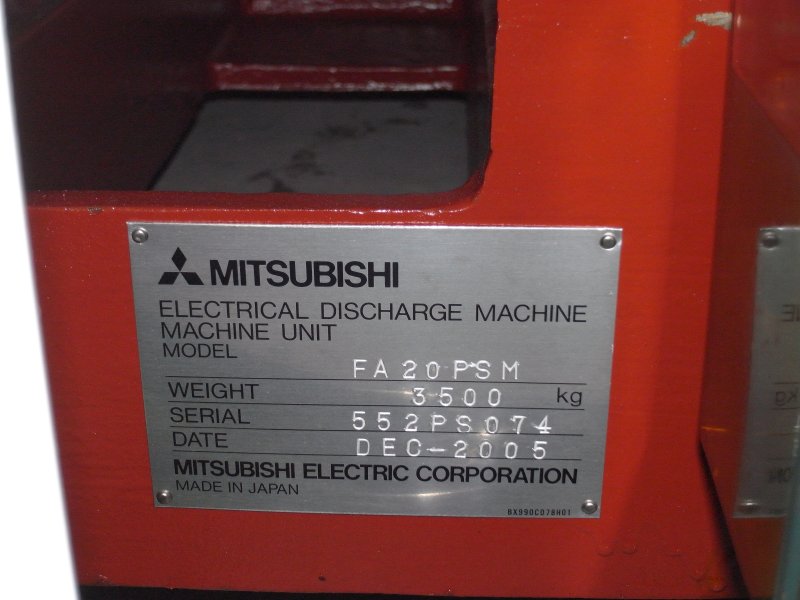 MITSUBISHI
ELECTRICAL DISCHARGE MACHINE
MACHINE UNIT
MODEL FA20PSM
WEIGHT 3500 kg
SERIAL 552PS074
DATE DEC-2005
MITSUBISHI ELECTRIC CORPORATION
MADE IN JAPAN
BX990C078H01